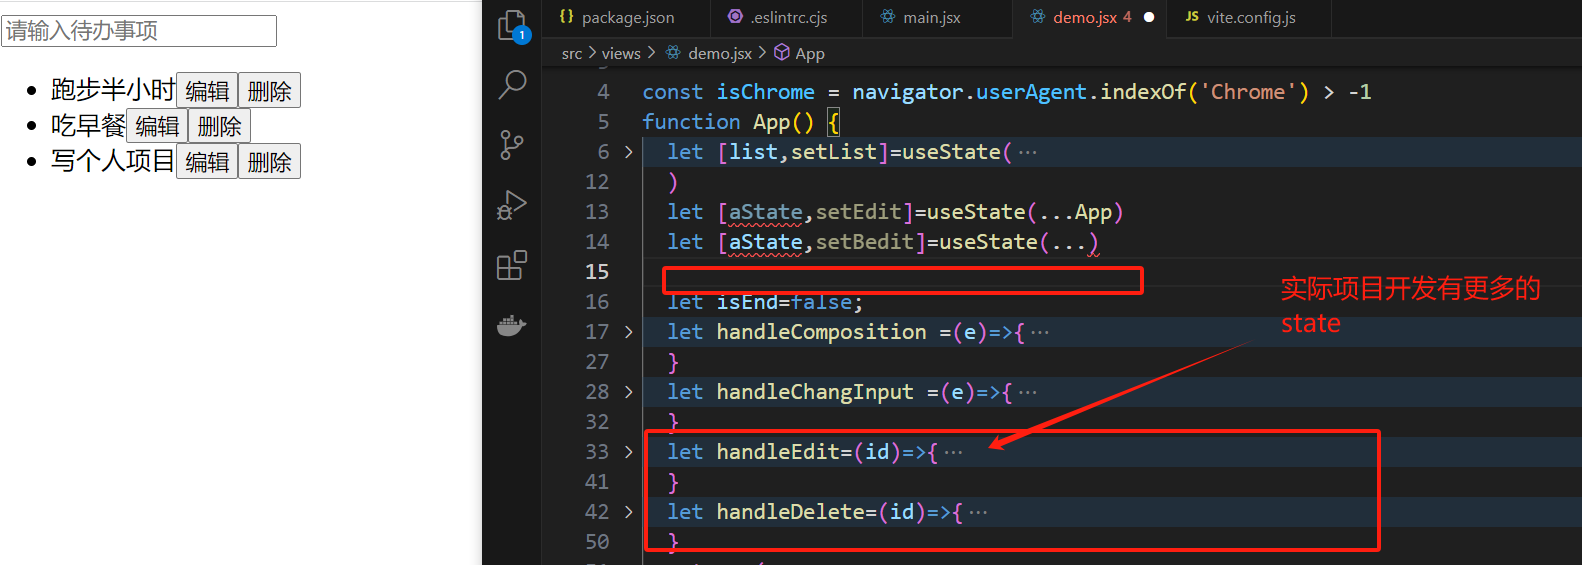 请输入待办事项
跑步半小时 编辑 删除
吃早餐 编辑 删除
写个人项目 编辑 删除
1
{} package.json .eslintrc.cjs main.jsx demo.jsx 4 JS vite.config.js
src > views > demo.jsx > App
4 const isChrome = navigator.userAgent.indexOf('Chrome') > -1
5 function App() {
6 let [list,setList]=useState( ···
12 )
13 let [aState,setEdit]=useState(...App)
14 let [aState,setBedit]=useState(...)
15
16 let isEnd=false;
17 let handleComposition =(e)=>{ ···
27 }
28 let handleChangInput =(e)=>{ ···
32 }
33 let handleEdit=(id)=>{ ···
41 }
42 let handleDelete=(id)=>{ ···
50 }
实际项目开发有更多的
state